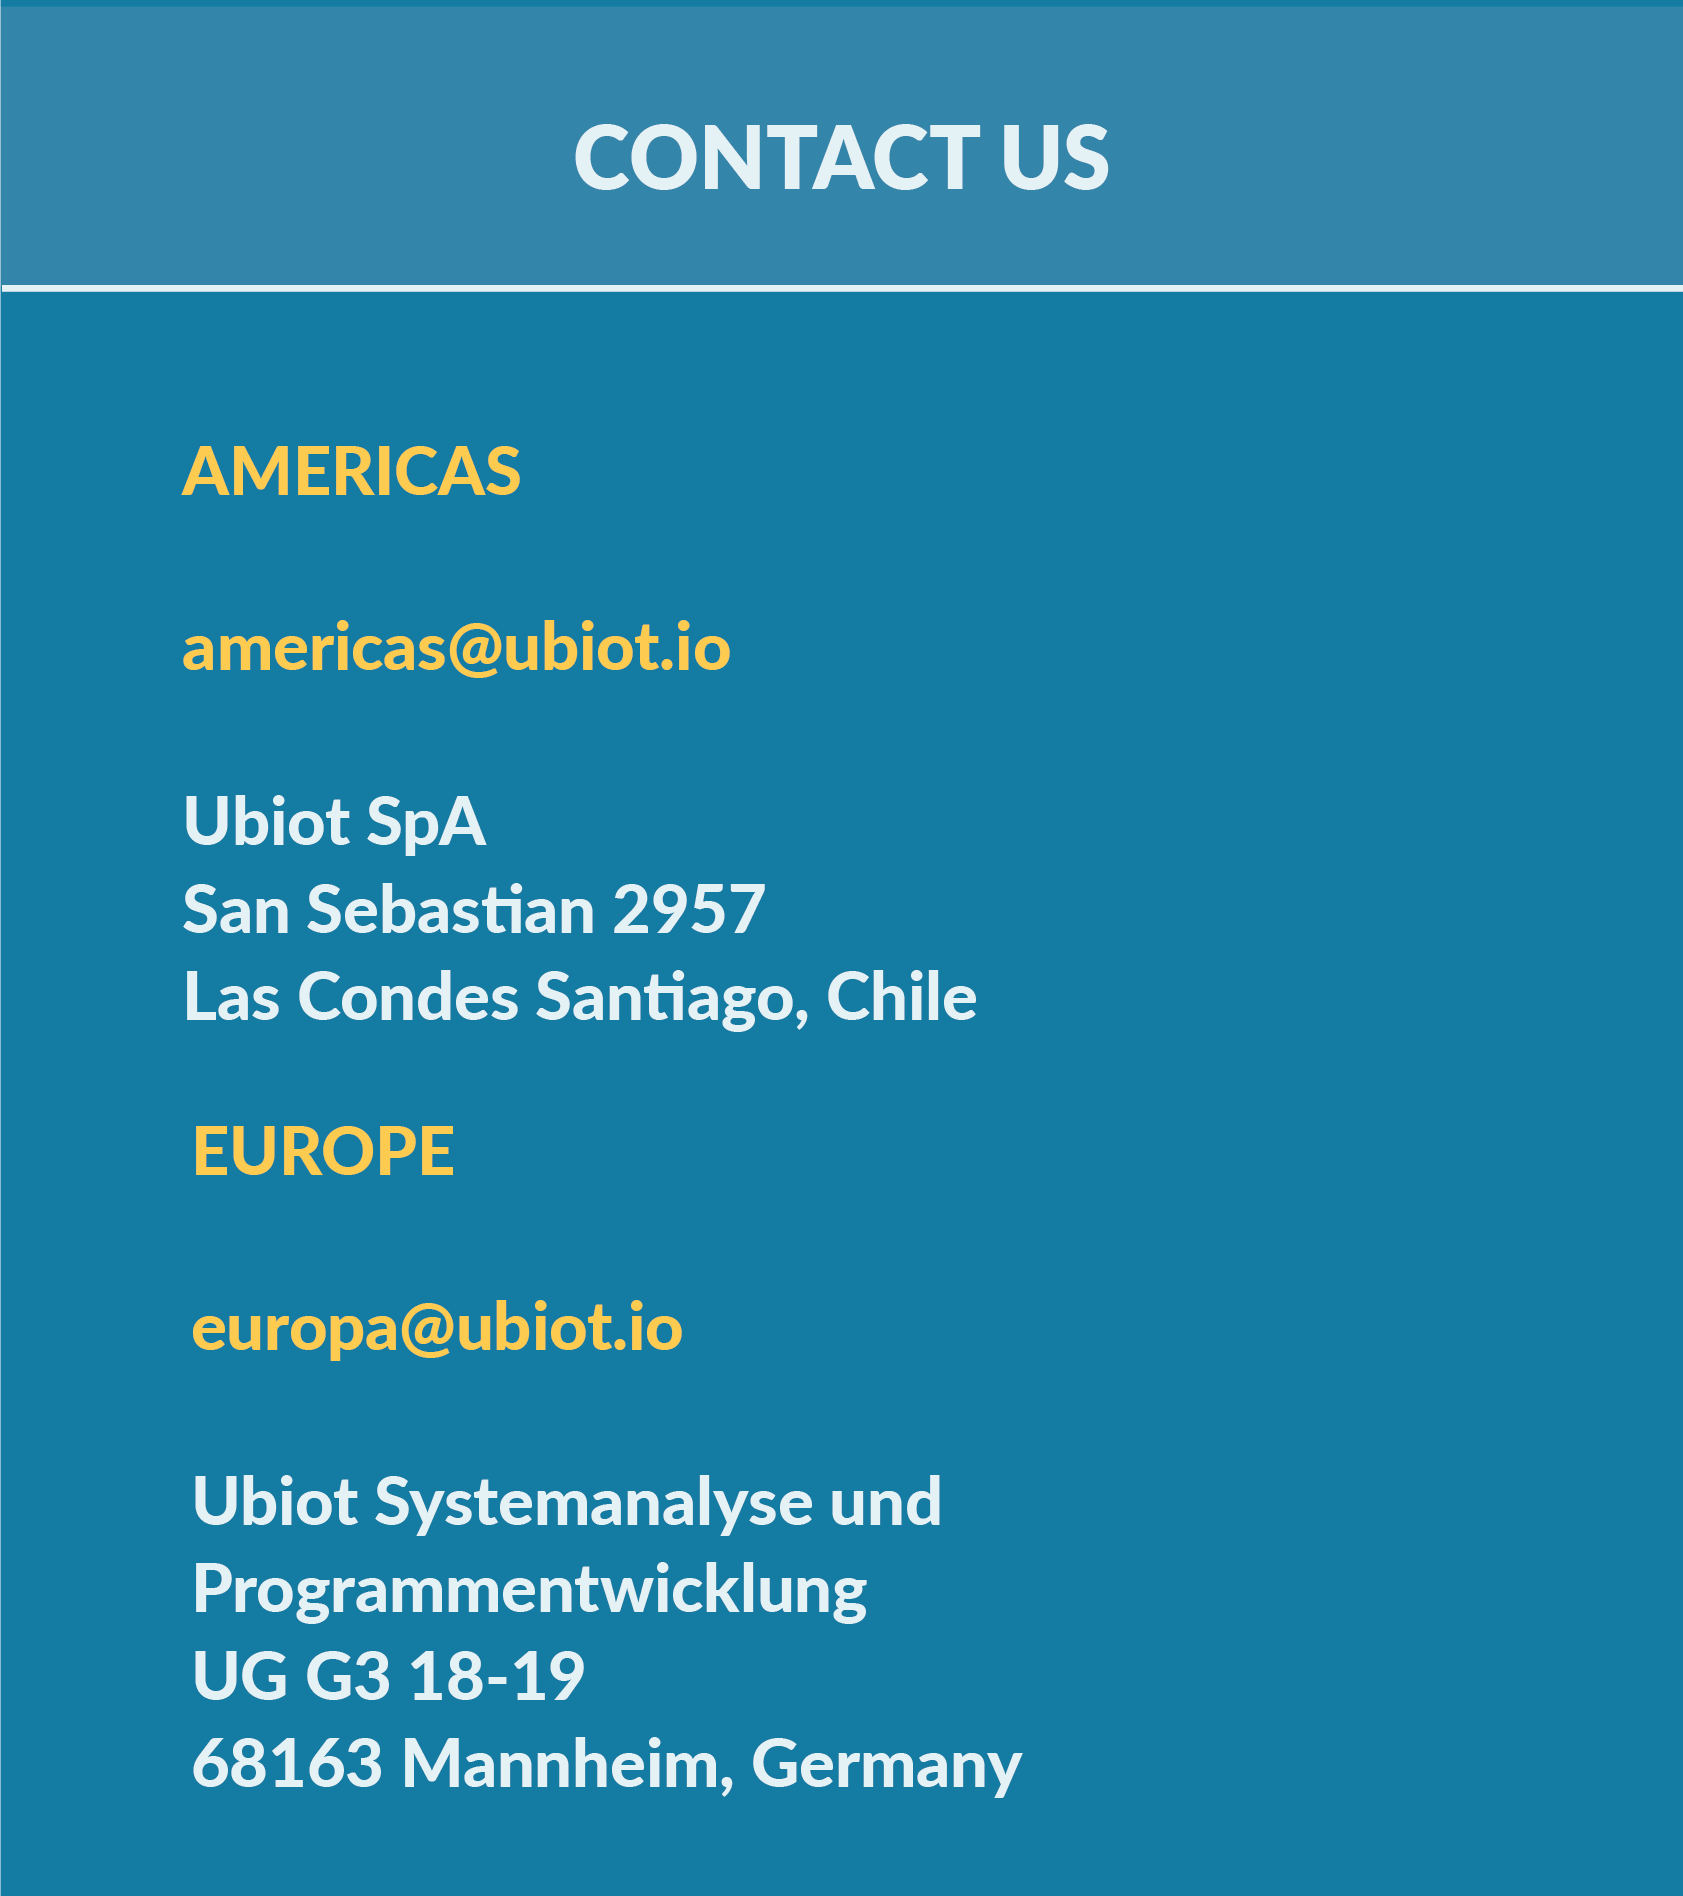 CONTACT US
AMERICAS
americas@ubiot.io
Ubiot SpA
San Sebastian 2957
Las Condes Santiago, Chile
EUROPE
europa@ubiot.io
Ubiot Systemanalyse und
Programmentwicklung
UG G3 18-19
68163 Mannheim, Germany